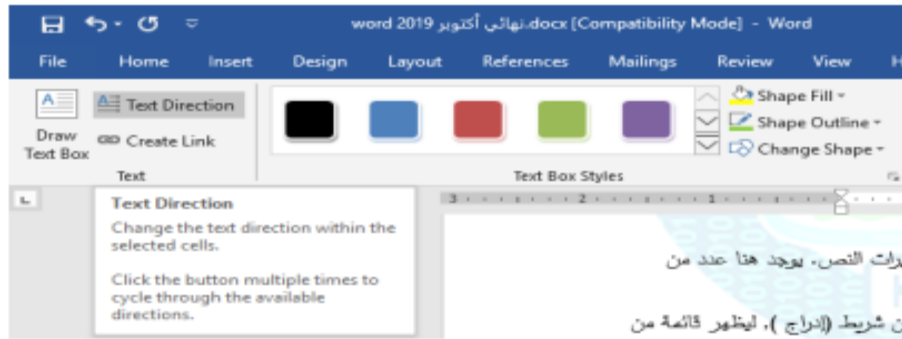 word 2019 نهائي أكتوبر.docx [Compatibility Mode] - Word
File Home Insert Design Layout References Mailings Review View
Draw Text Box
Text Direction
Create Link
Text
Shape Fill
Shape Outline
Change Shape
Text Box Styles
3 2 1
Text Direction
Change the text direction within the
selected cells.
Click the button multiple times to
cycle through the available
directions.
النص، يوجد هنا عدد من
شريط (إدراج )، ليظهر قائمة من